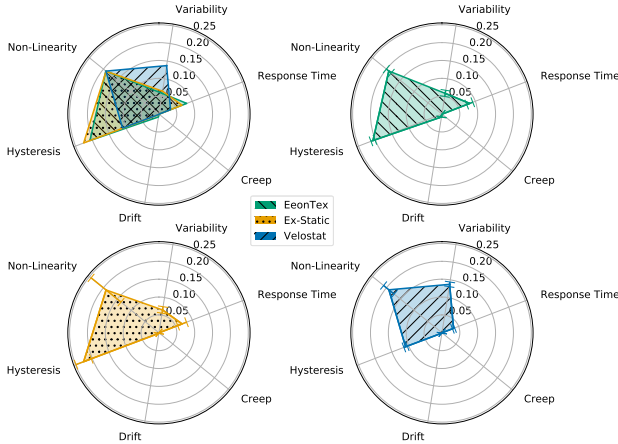 Variability
0.25
0.20
0.15
0.10
0.05
Non-Linearity
Response Time
Hysteresis
Creep
Drift
Variability
0.25
0.20
0.15
0.10
0.05
Non-Linearity
Response Time
Hysteresis
Creep
Drift
EeonTex
Ex-Static
Velostat
Variability
0.25
0.20
0.15
0.10
0.05
Non-Linearity
Response Time
Hysteresis
Creep
Drift
Variability
0.25
0.20
0.15
0.10
0.05
Non-Linearity
Response Time
Hysteresis
Creep
Drift